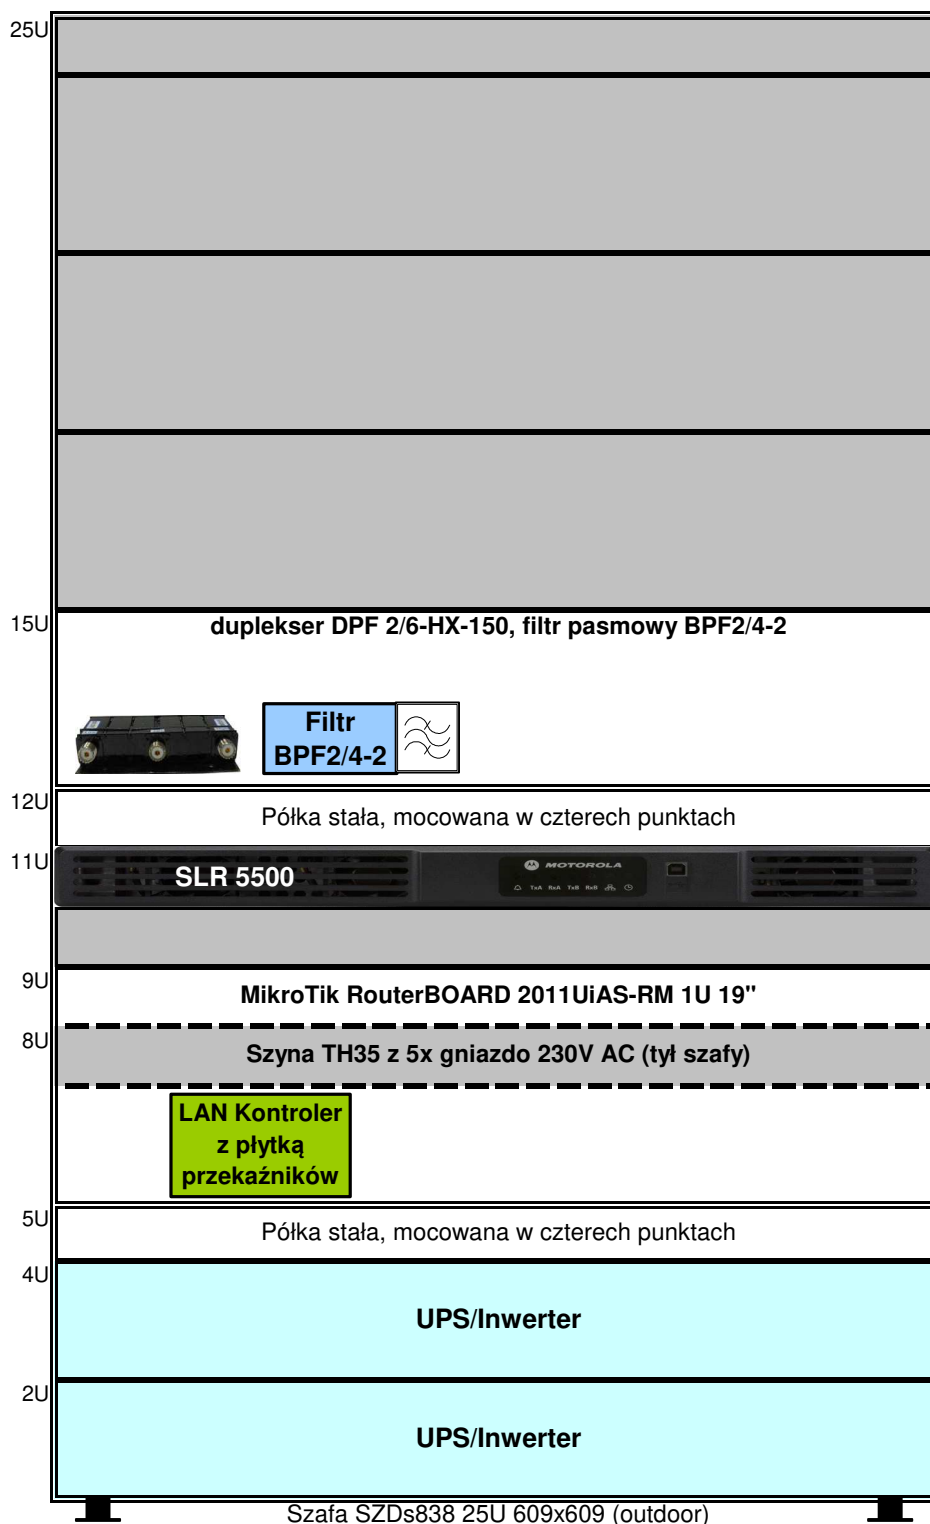 25U
15U
duplekser DPF 2/6-HX-150, filtr pasmowy BPF2/4-2
Filtr
BPF2/4-2
12U
Półka stała, mocowana w czterech punktach
11U
SLR 5500
MOTOROLA
TxA RxA TxB RxB
9U
MikroTik RouterBOARD 2011UiAS-RM 1U 19"
8U
Szyna TH35 z 5x gniazdo 230V AC (tył szafy)
LAN Kontroler
z płytką
przekaźników
5U
Półka stała, mocowana w czterech punktach
4U
UPS/Inwerter
2U
UPS/Inwerter
Szafa SZDs838 25U 609x609 (outdoor)